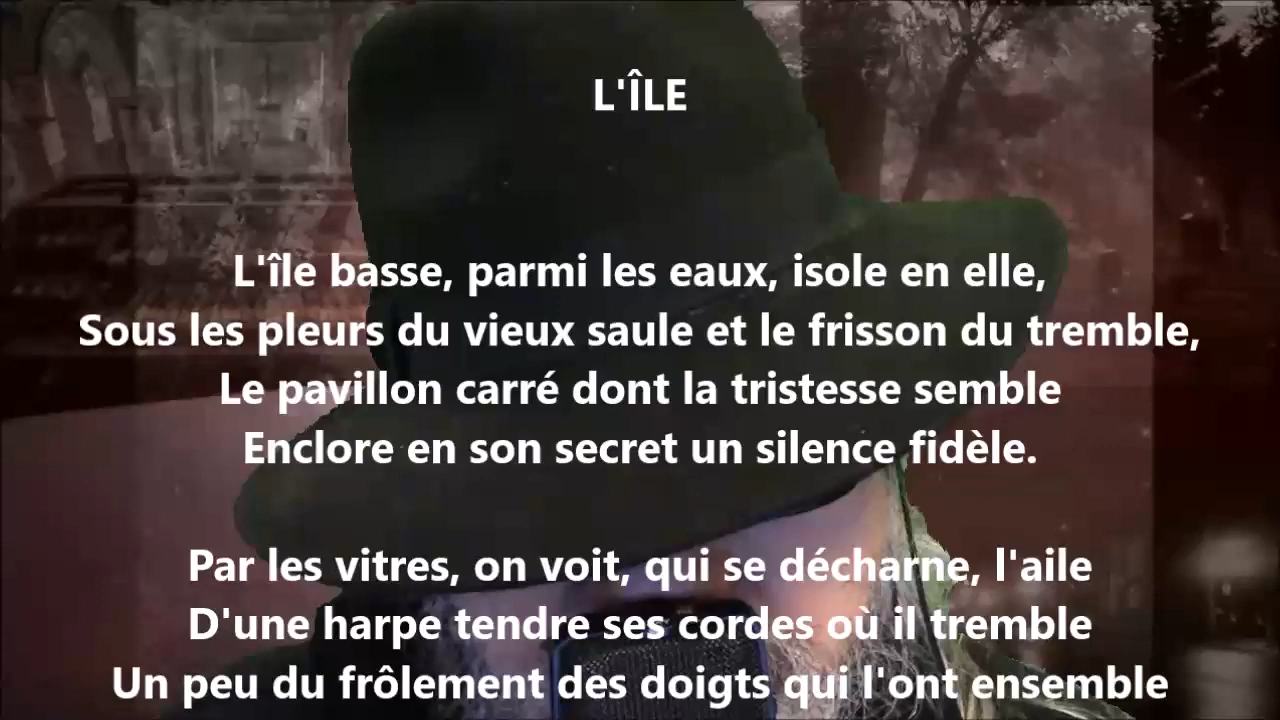 L'ÎLE
L'île basse, parmi les eaux, isole en elle,
Sous les pleurs du vieux saule et le frisson du tremble,
Le pavillon carré dont la tristesse semble
Enclore en son secret un silence fidèle.
Par les vitres, on voit, qui se décharne, l'aile
D'une harpe tendre ses cordes où il tremble
Un peu du frôlement des doigts qui l'ont ensemble